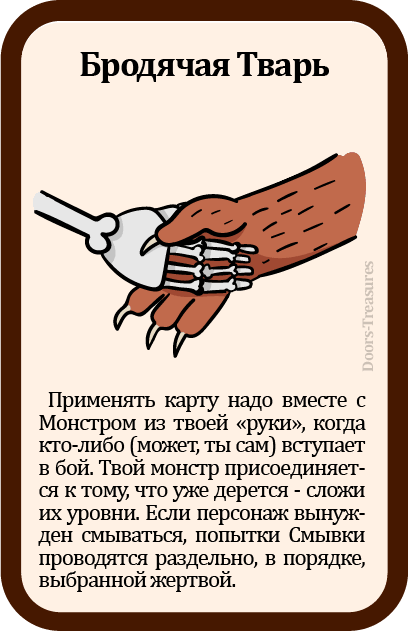 Бродячая Тварь
Doors-Treasures
Применять карту надо вместе с
Монстром из твоей «руки», когда
кто-либо (может, ты сам) вступает
в бой. Твой монстр присоединяет-
ся к тому, что уже дерется - сложи
их уровни. Если персонаж вынуж-
ден смываться, попытки Смывки
проводятся раздельно, в порядке,
выбранной жертвой.